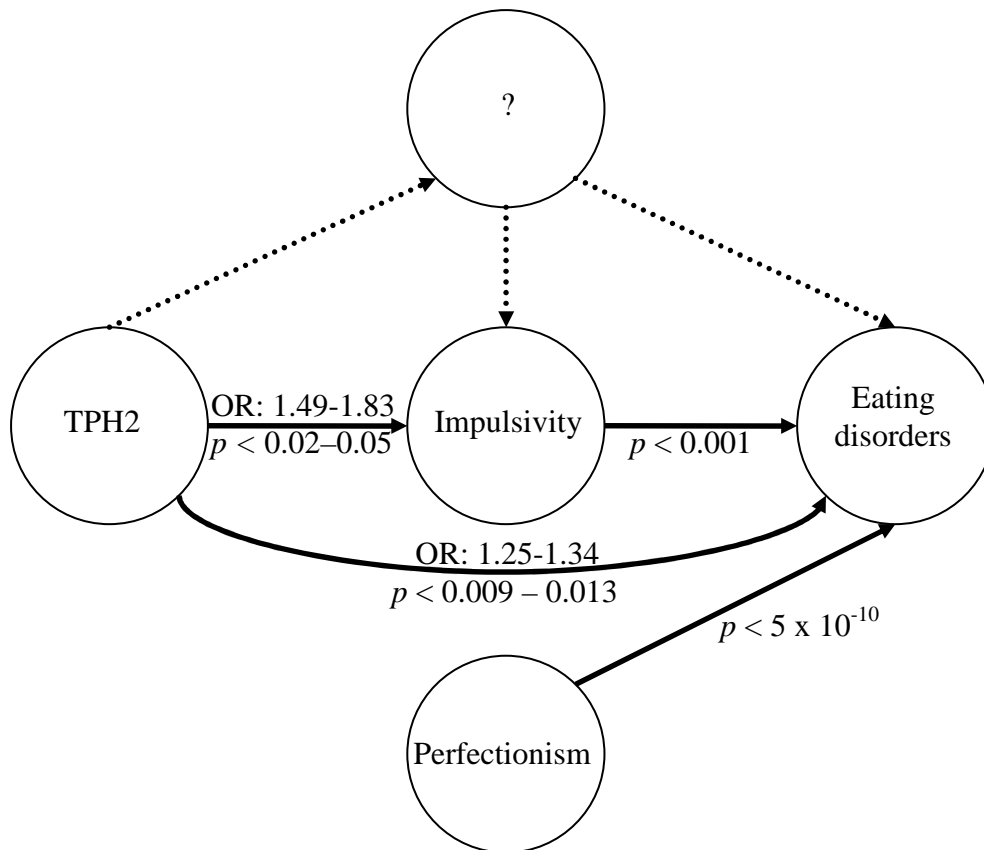 ?
TPH2
OR: 1.49-1.83
p < 0.02–0.05
Impulsivity
p < 0.001
Eating
disorders
OR: 1.25-1.34
p < 0.009 – 0.013
p < 5 x 10⁻¹⁰
Perfectionism